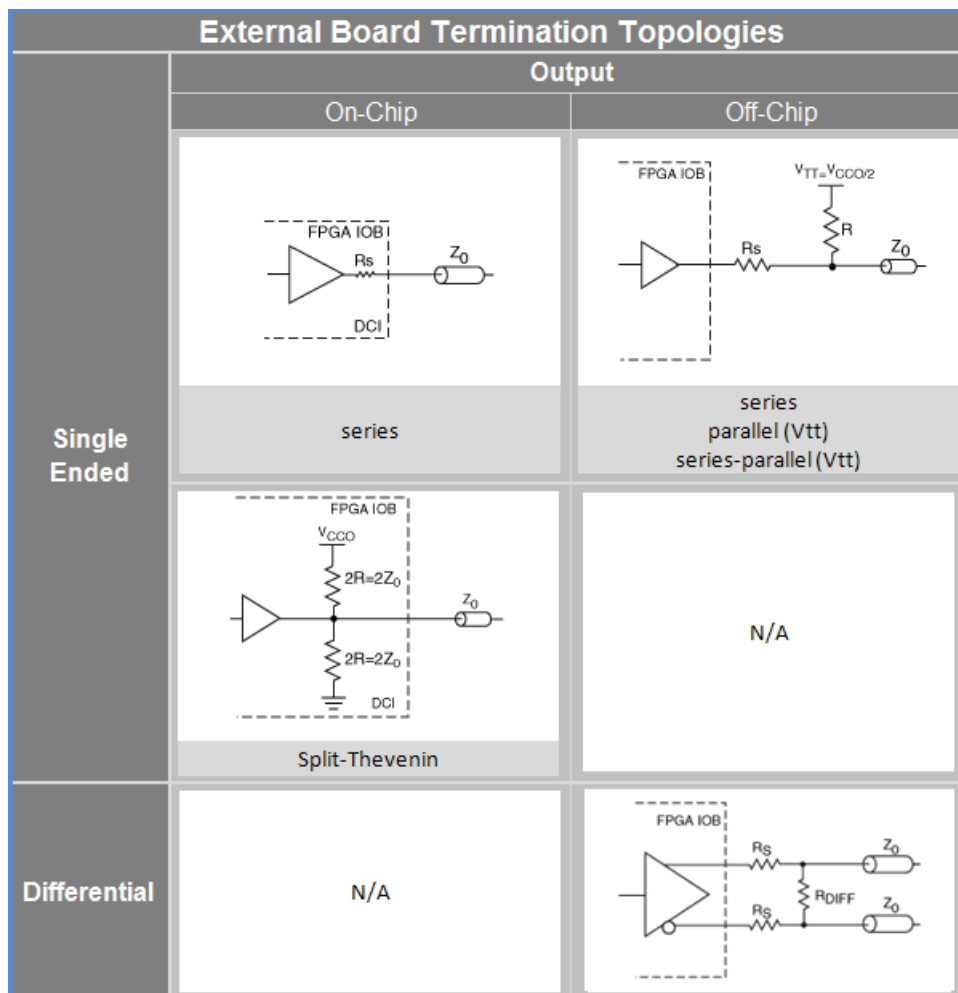 External Board Termination Topologies
Output
On-Chip
Off-Chip
Single
Ended
FPGA IOB
Rs
Z0
DCI
series
FPGA IOB
VTT=VCCO/2
R
Rs
Z0
series
parallel (Vtt)
series-parallel (Vtt)
FPGA IOB
VCCO
2R=2Z0
Z0
2R=2Z0
DCI
Split-Thevenin
N/A
Differential
N/A
FPGA IOB
RS
Z0
RDIFF
RS
Z0